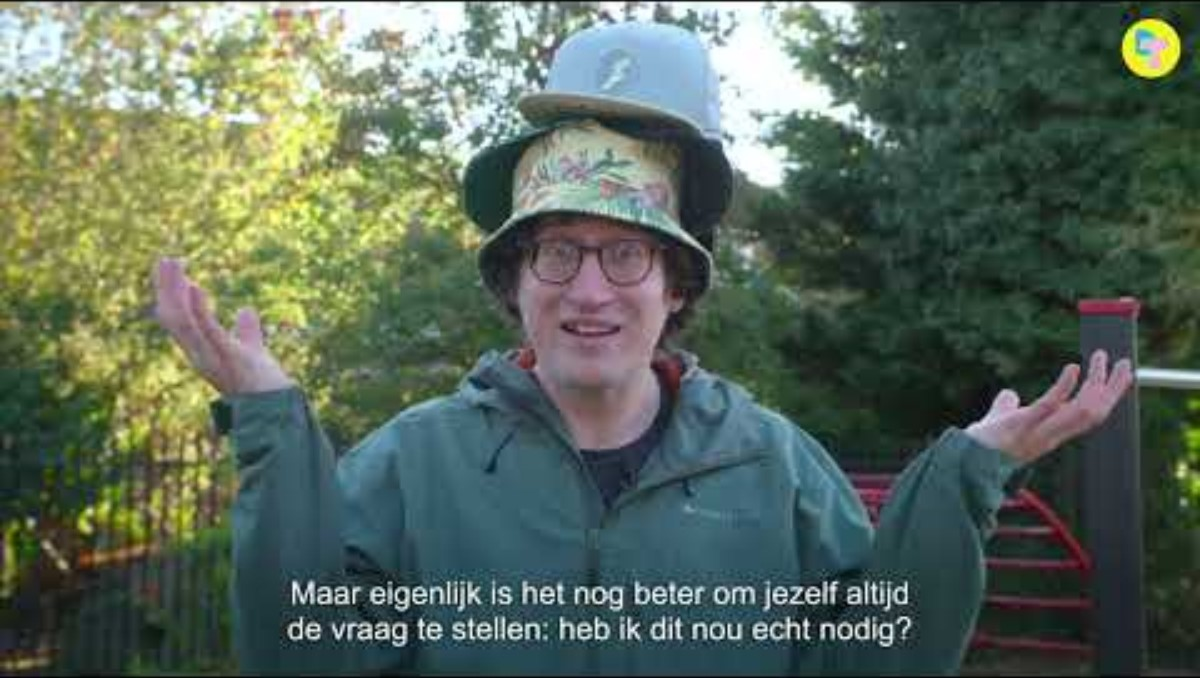 Maar eigenlijk is het nog beter om jezelf altijd
de vraag te stellen: heb ik dit nou echt nodig?